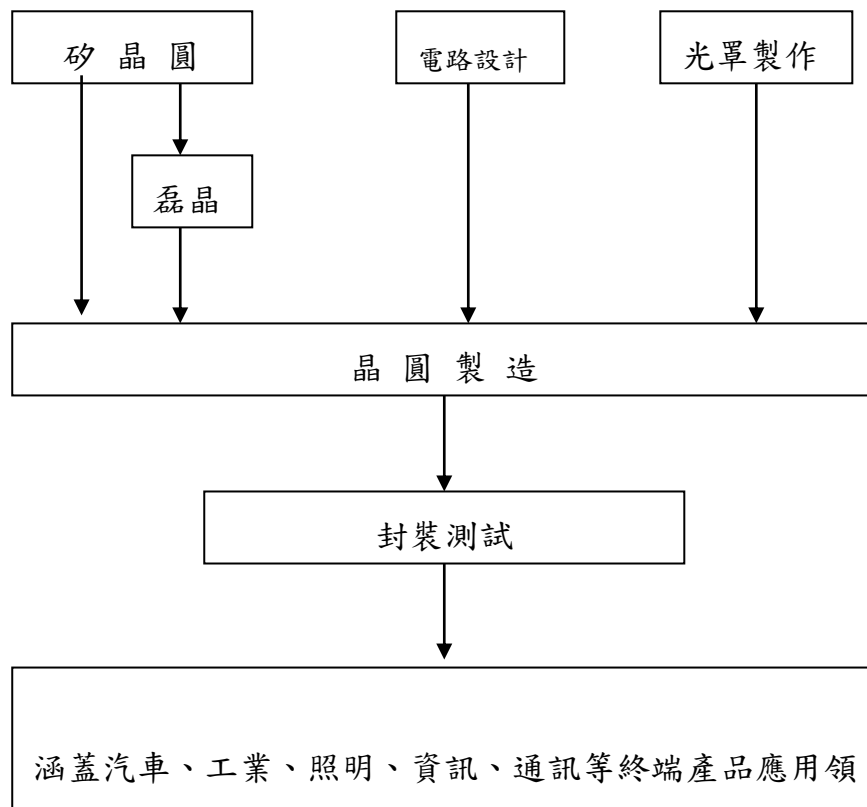 矽 晶 圓
電路設計
光罩製作
磊晶
晶 圓 製 造
封裝測試
涵蓋汽車、工業、照明、資訊、通訊等終端產品應用領